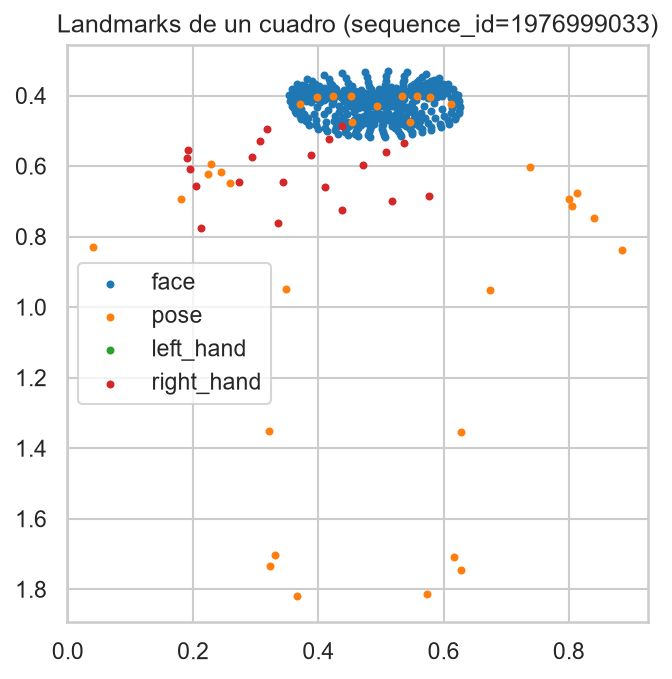 Landmarks de un cuadro (sequence_id=1976999033)
0.4
0.6
0.8
1.0
1.2
1.4
1.6
1.8
face
pose
left_hand
right_hand
0.0 0.2 0.4 0.6 0.8